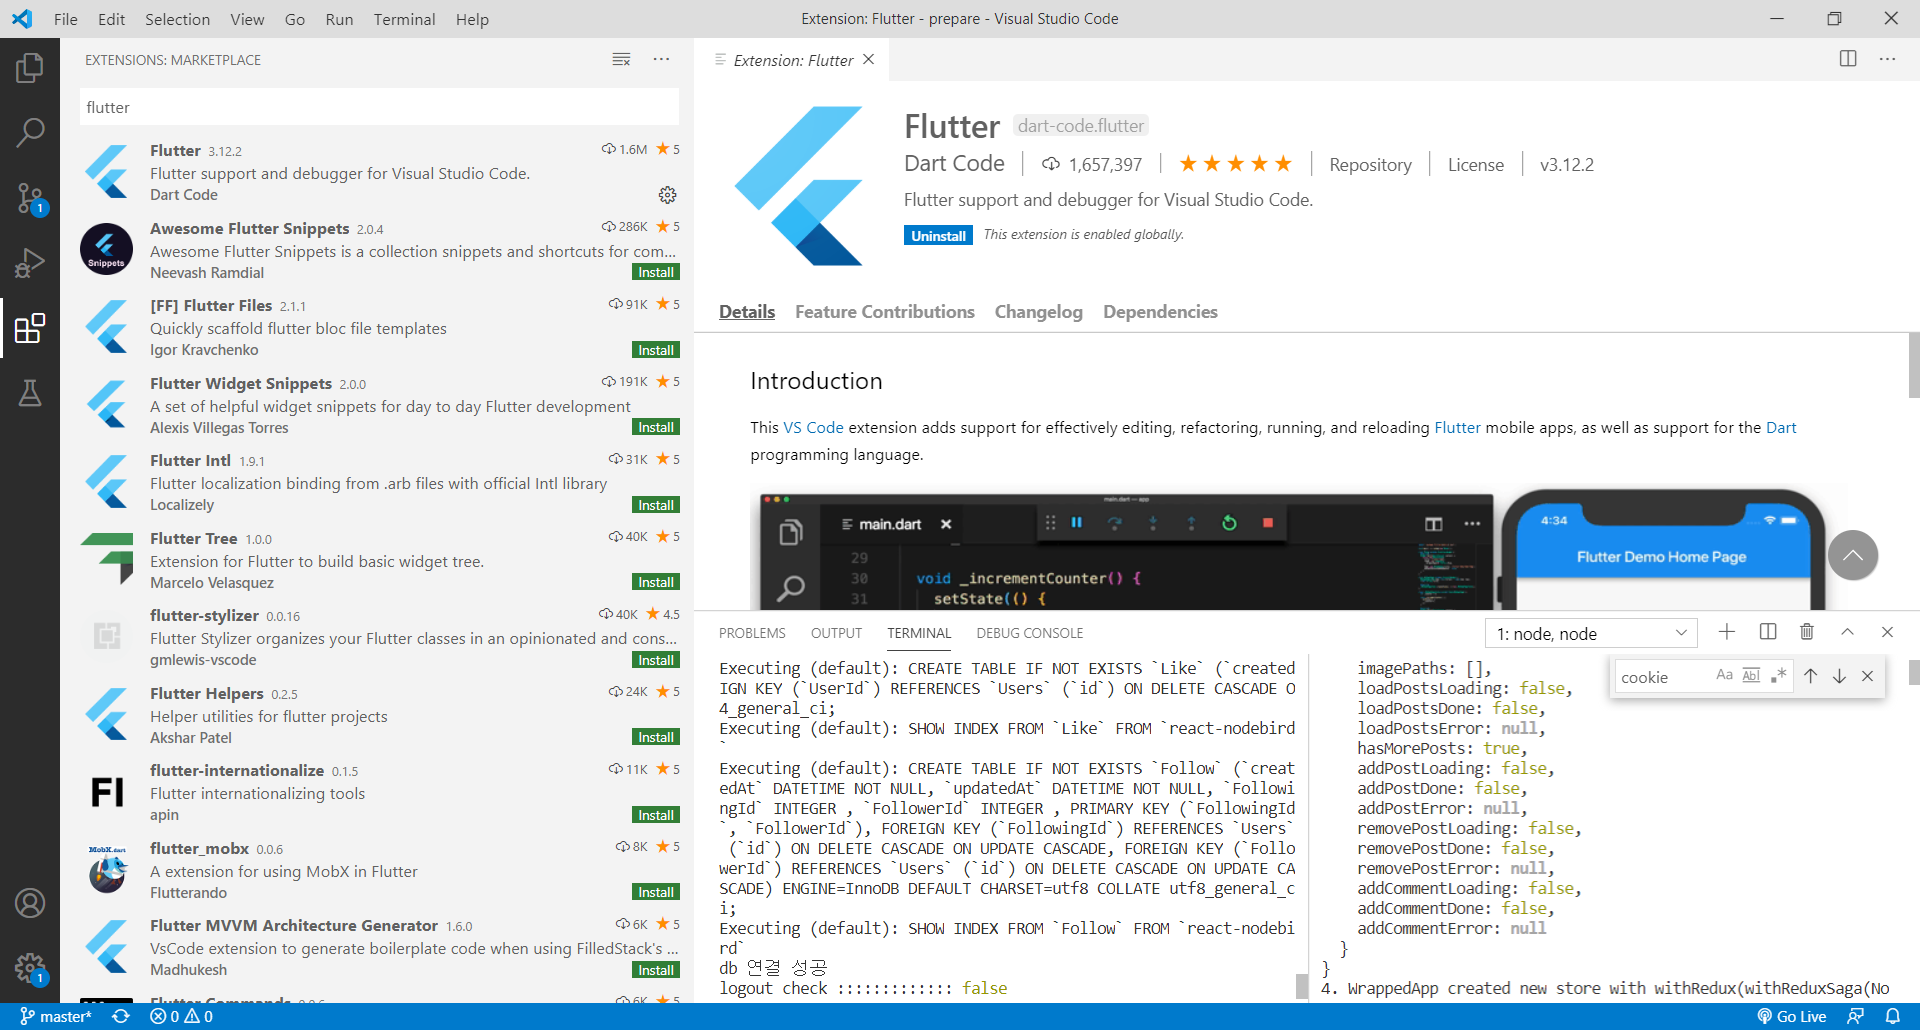 File Edit Selection View Go Run Terminal Help
Extension: Flutter - prepare - Visual Studio Code
EXTENSIONS: MARKETPLACE
flutter
Flutter 3.12.2 1.6M 5
Flutter support and debugger for Visual Studio Code.
Dart Code
Snippets
Awesome Flutter Snippets 2.0.4 286K 5
Awesome Flutter Snippets is a collection snippets and shortcuts for com...
Neevash Ramdial Install
[FF] Flutter Files 2.1.1 91K 5
Quickly scaffold flutter bloc file templates
Igor Kravchenko Install
Flutter Widget Snippets 2.0.0 191K 5
A set of helpful widget snippets for day to day Flutter development
Alexis Villegas Torres Install
Flutter Intl 1.9.1 31K 5
Flutter localization binding from .arb files with official Intl library
Localizely Install
Flutter Tree 1.0.0 40K 5
Extension for Flutter to build basic widget tree.
Marcelo Velasquez Install
flutter-stylizer 0.0.16 40K 4.5
Flutter Stylizer organizes your Flutter classes in an opinionated and cons...
gmlewis-vscode Install
Flutter Helpers 0.2.5 24K 5
Helper utilities for flutter projects
Akshar Patel Install
FI
flutter-internationalize 0.1.5 11K 5
Flutter internationalizing tools
apin Install
MobX.dart
flutter_mobx 0.0.6 8K 5
A extension for using MobX in Flutter
Flutterando Install
Flutter MVVM Architecture Generator 1.6.0 6K 5
VsCode extension to generate boilerplate code when using FilledStack's ...
Madhukesh Install
Flutter Commands 0.0.6 6K 5
1
1
Extension: Flutter
Flutter dart-code.flutter
Dart Code 1,657,397 Repository License v3.12.2
Flutter support and debugger for Visual Studio Code.
Uninstall This extension is enabled globally.
Details Feature Contributions Changelog Dependencies
Introduction
This VS Code extension adds support for effectively editing, refactoring, running, and reloading Flutter mobile apps, as well as support for the Dart
programming language.
main.dart — app
main.dart
29
30 void _incrementCounter() {
31 setState(() {
4:34
Flutter Demo Home Page
PROBLEMS OUTPUT TERMINAL DEBUG CONSOLE
1: node, node
Executing (default): CREATE TABLE IF NOT EXISTS `Like` (`created
IGN KEY (`UserId`) REFERENCES `Users` (`id`) ON DELETE CASCADE O
4_general_ci;
Executing (default): SHOW INDEX FROM `Like` FROM `react-nodebird
`
Executing (default): CREATE TABLE IF NOT EXISTS `Follow` (`creat
edAt` DATETIME NOT NULL, `updatedAt` DATETIME NOT NULL, `Followi
ngId` INTEGER , `FollowerId` INTEGER , PRIMARY KEY (`FollowingId
`, `FollowerId`), FOREIGN KEY (`FollowingId`) REFERENCES `Users`
(`id`) ON DELETE CASCADE ON UPDATE CASCADE, FOREIGN KEY (`Follo
werId`) REFERENCES `Users` (`id`) ON DELETE CASCADE ON UPDATE CA
SCADE) ENGINE=InnoDB DEFAULT CHARSET=utf8 COLLATE utf8_general_c
i;
Executing (default): SHOW INDEX FROM `Follow` FROM `react-nodebi
rd`
db 연결 성공
logout check ::::::::::::: false
cookie Aa Abl .*
imagePaths: [],
loadPostsLoading: false,
loadPostsDone: false,
loadPostsError: null,
hasMorePosts: true,
addPostLoading: false,
addPostDone: false,
addPostError: null,
removePostLoading: false,
removePostDone: false,
removePostError: null,
addCommentLoading: false,
addCommentDone: false,
addCommentError: null
}
}
4. WrappedApp created new store with withRedux(withReduxSaga(No
master* 0 0 Go Live